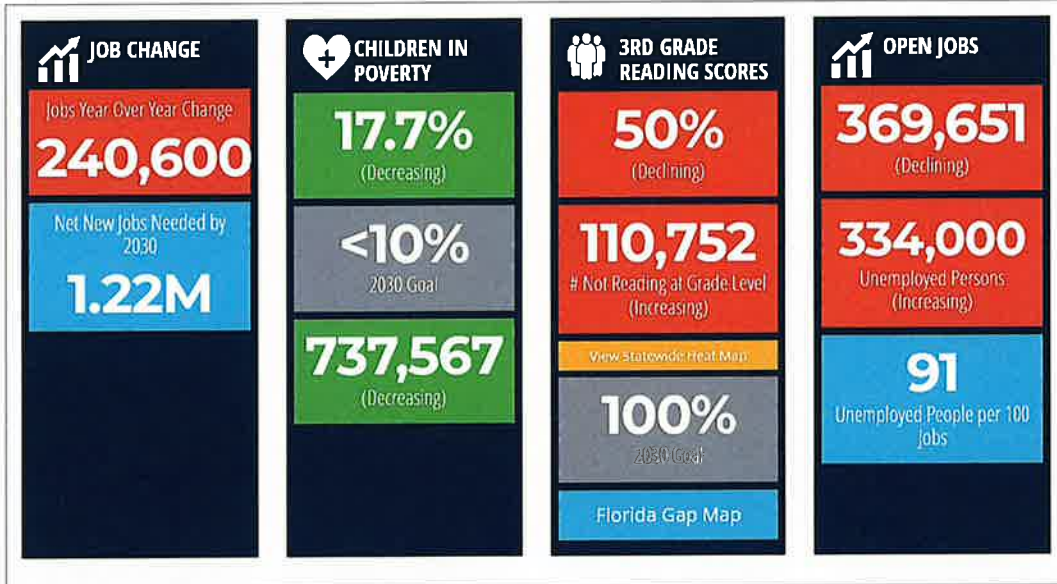 JOB CHANGE
Jobs Year Over Year Change
240,600
Net New Jobs Needed by
2030
1.22M
CHILDREN IN
POVERTY
17.7%
(Decreasing)
<10%
2030 Goal
737,567
(Decreasing)
3RD GRADE
READING SCORES
50%
(Declining)
110,752
# Not Reading at Grade Level
(Increasing)
View Statewide Heat Map
100%
2030 Goal
Florida Gap Map
OPEN JOBS
369,651
(Declining)
334,000
Unemployed Persons
(Increasing)
91
Unemployed People per 100
Jobs